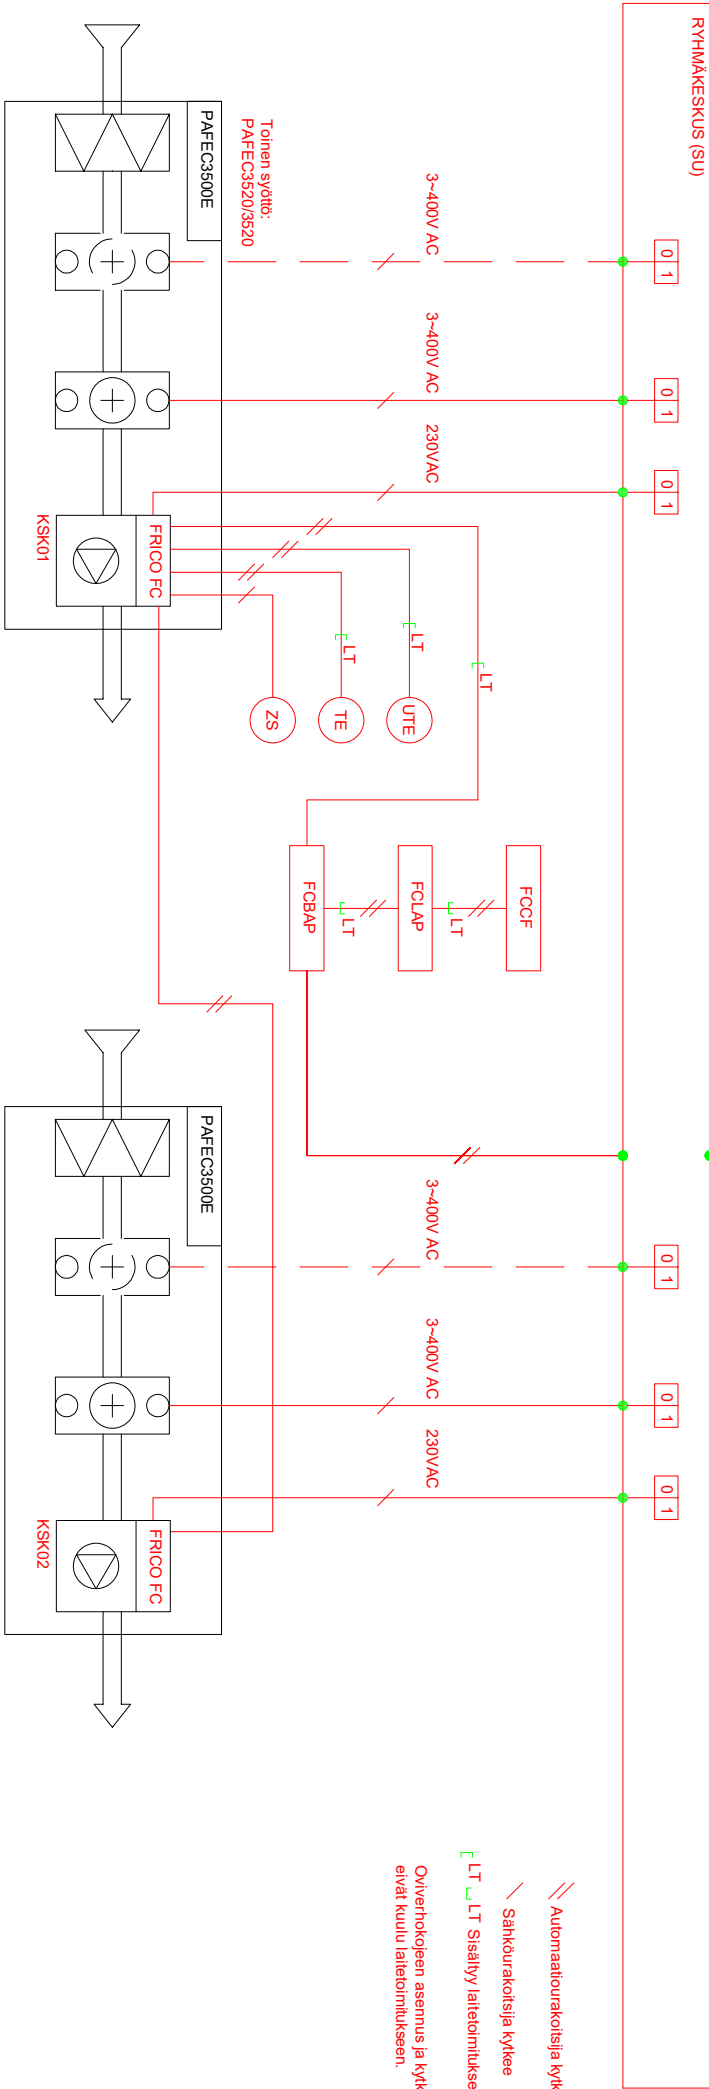 RYHMÄKESKUS (SU)
0 1
0 1
0 1
0 1
0 1
0 1
3~400V AC
3~400V AC
230VAC
3~400V AC
3~400V AC
230VAC
Toinen syöttö:
PAFEC3520/3520
PAFEC3500E
FRICO FC
KSK01
LT
LT
LT
UTE
TE
ZS
FCCF
LT
FCLAP
LT
FCBAP
PAFEC3500E
FRICO FC
KSK02
Automaatiourakoitsija kytk
Sähköurakoitsija kytkee
LT LT Sisältyy laitetoimitukse
Oviverhokojeen asennus ja kytk
eivät kuulu laitetoimitukseen.